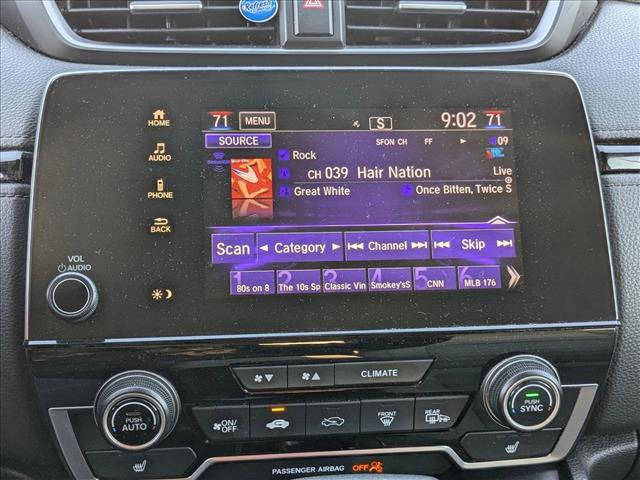 Refresh
71 MENU S 9:02 71
HOME
SOURCE SFON CH FF 09
AUDIO
Rock
CH 039 Hair Nation Live
PHONE
Great White Once Bitten, Twice S
BACK
Scan Category Channel Skip
VOL
AUDIO
1 2 3 4 5 6
80s on 8 The 10s Sp Classic Vin Smokey'sS CNN MLB 176
CLIMATE
PUSH AUTO
ON/OFF
FRONT
REAR
PUSH SYNC
PASSENGER AIRBAG OFF